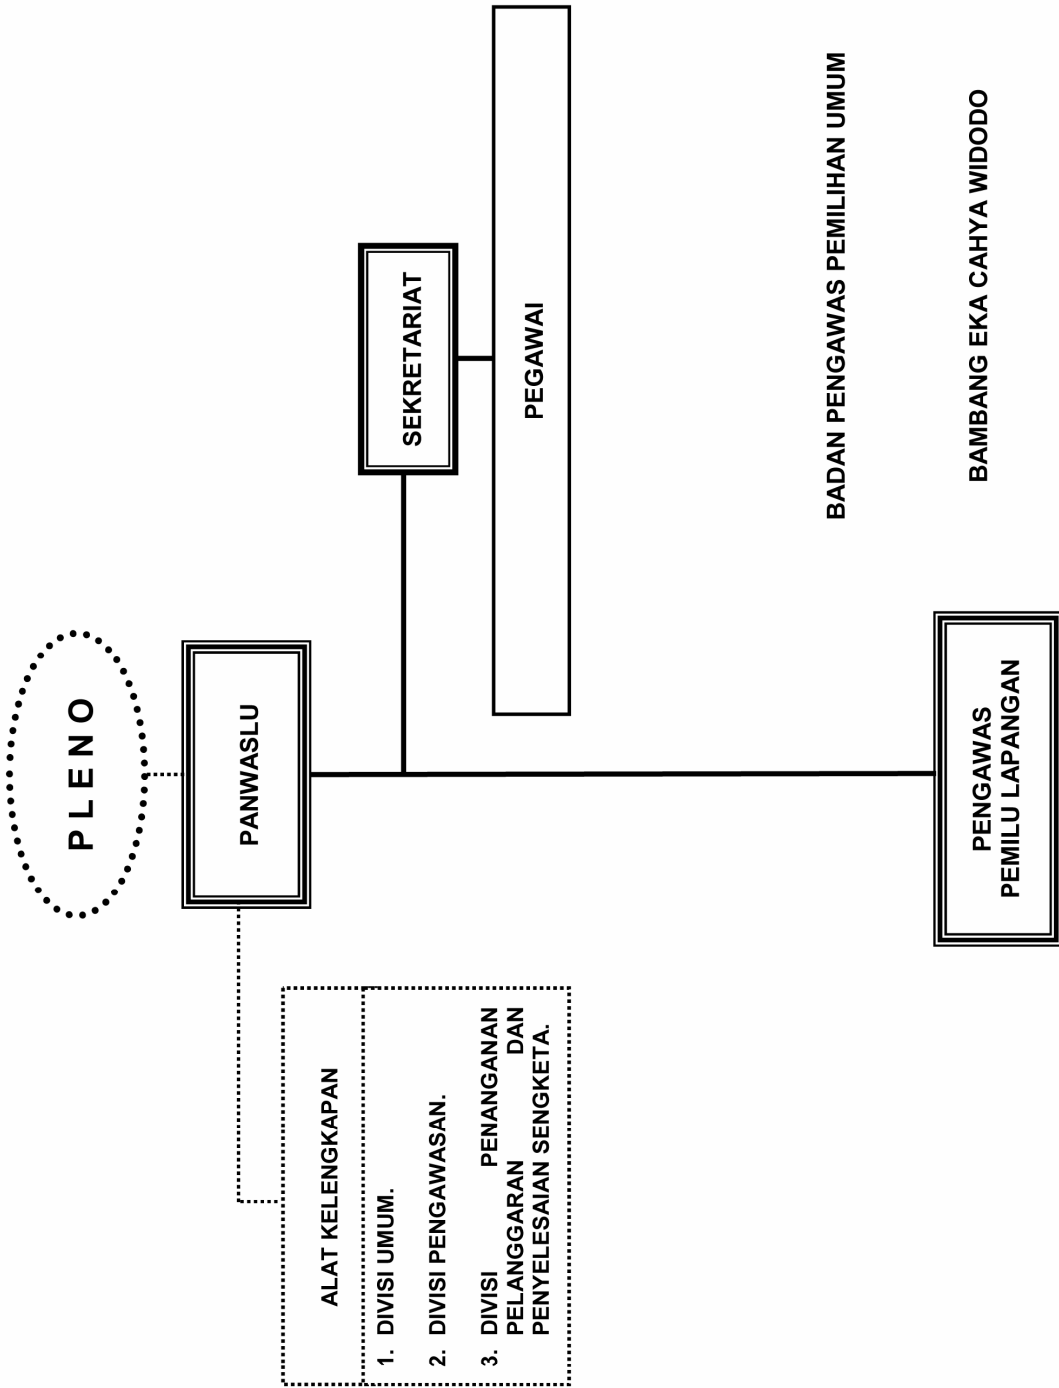 P L E N O
PANWASLU
ALAT KELENGKAPAN
1. DIVISI UMUM.
2. DIVISI PENGAWASAN.
3. DIVISI PENANGANAN
PELANGGARAN DAN
PENYELESAIAN SENGKETA.
SEKRETARIAT
PEGAWAI
PENGAWAS
PEMILU LAPANGAN
BADAN PENGAWAS PEMILIHAN UMUM
BAMBANG EKA CAHYA WIDODO